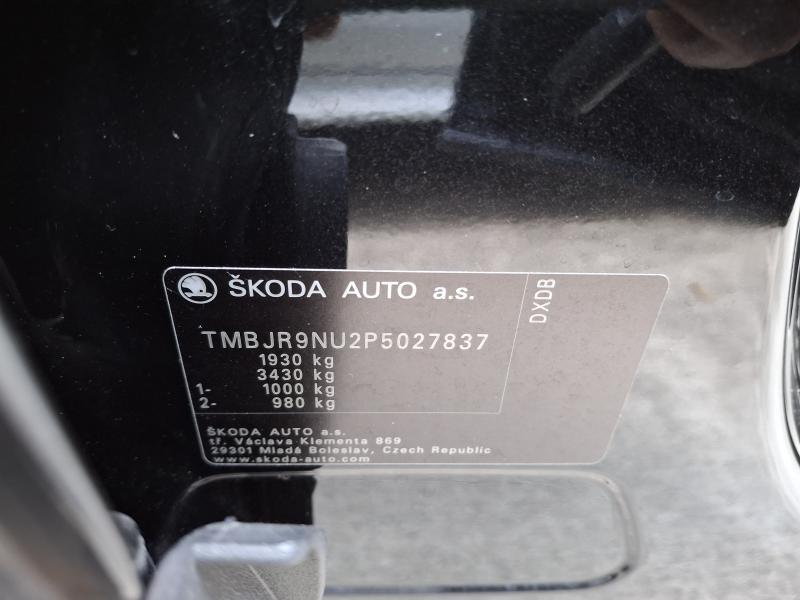 ŠKODA AUTO a.s.
DXDB
TMBJR9NU2P5027837
1930 kg
3430 kg
1- 1000 kg
2- 980 kg
ŠKODA AUTO a.s.
tř. Václava Klementa 869
29301 Mladá Boleslav, Czech Republic
www.skoda-auto.com